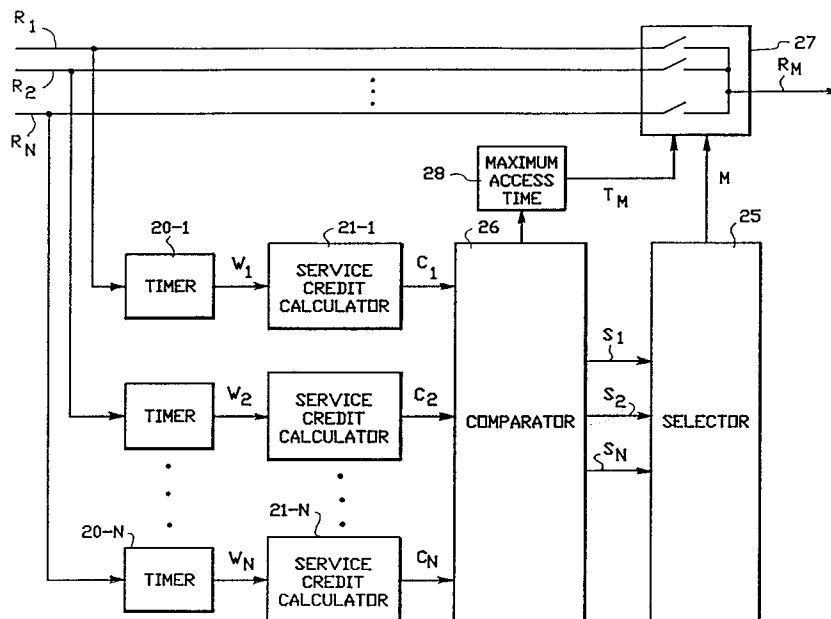 R1
R2
RN
27
RM
28
MAXIMUM
ACCESS
TIME
TM
M
20-1
TIMER
W1
21-1
SERVICE
CREDIT
CALCULATOR
C1
26
COMPARATOR
25
SELECTOR
S1
S2
SN
TIMER
W2
SERVICE
CREDIT
CALCULATOR
C2
20-N
TIMER
WN
21-N
SERVICE
CREDIT
CALCULATOR
CN